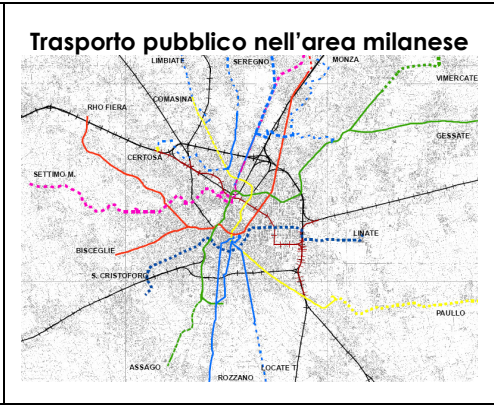 Trasporto pubblico nell'area milanese
LIMBIATE
SEREGNO
MONZA
VIMERCATE
COMASINA
RHO FIERA
GESSATE
CERTOSA
SETTIMO M.
LINATE
BISCEGLIE
S. CRISTOFORO
PAULLO
ASSAGO
LOCATE T.
ROZZANO